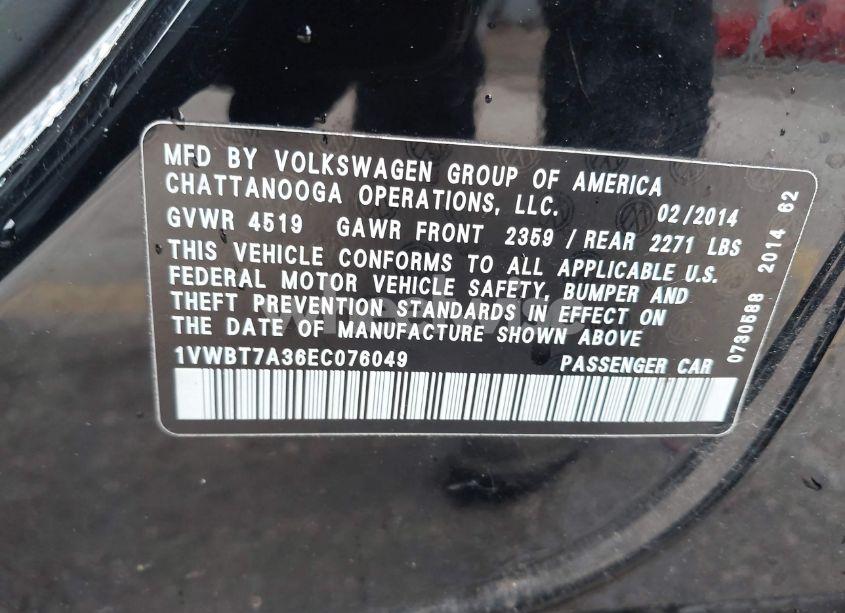 MFD BY VOLKSWAGEN GROUP OF AMERICA
CHATTANOOGA OPERATIONS, LLC. 02/2014
GVWR 4519 GAWR FRONT 2359 / REAR 2271 LBS
THIS VEHICLE CONFORMS TO ALL APPLICABLE U.S.
FEDERAL MOTOR VEHICLE SAFETY, BUMPER AND
THEFT PREVENTION STANDARDS IN EFFECT ON
THE DATE OF MANUFACTURE SHOWN ABOVE
1VWBT7A36EC076049 PASSENGER CAR
0730588 2014 62